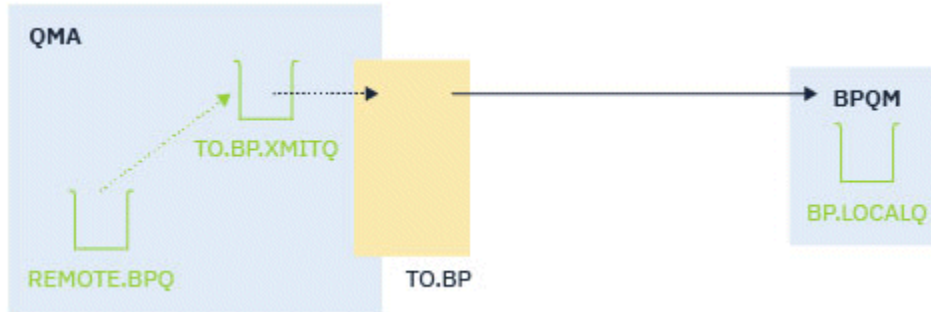 QMA
TO.BP.XMITQ
REMOTE.BPQ
TO.BP
BPQM
BP.LOCALQ